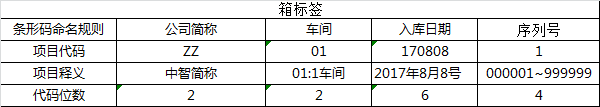 箱标签
条形码命名规则 公司简称 车间 入库日期 序列号
项目代码 ZZ 01 170808 1
项目释义 中智简称 01:1车间 2017年8月8号 000001~999999
代码位数 2 2 6 4